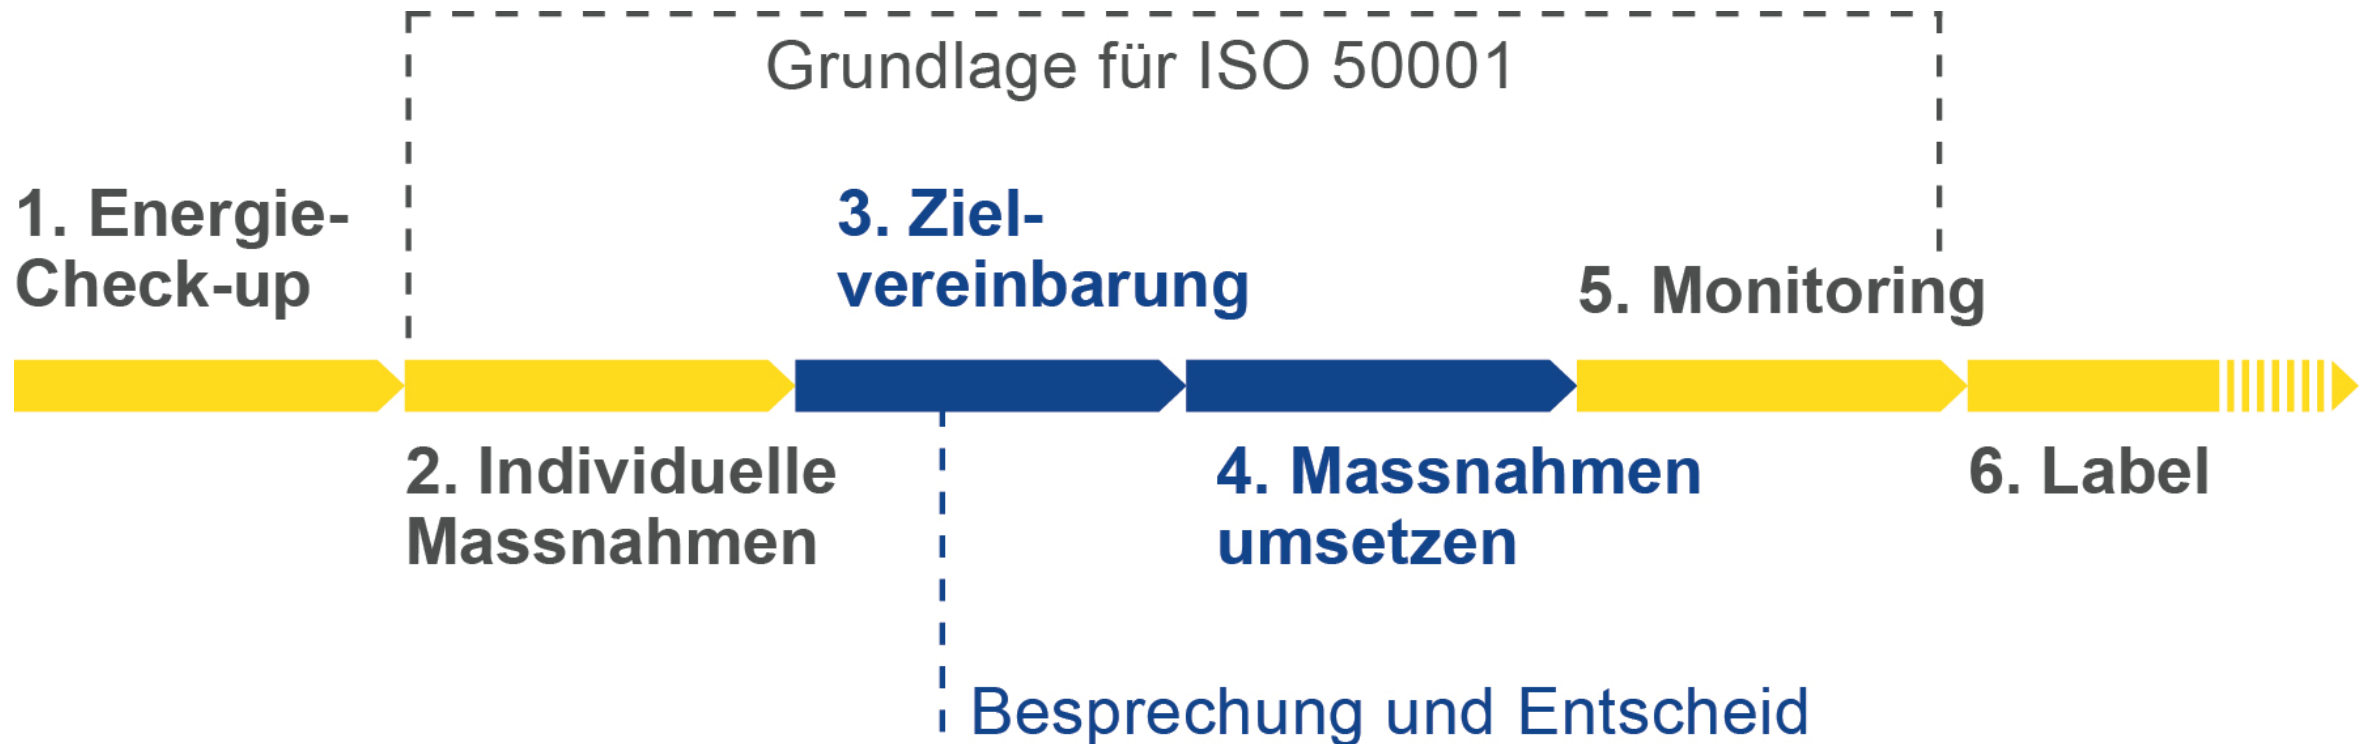 Grundlage für ISO 50001
1. Energie-
Check-up
3. Ziel-
vereinbarung
5. Monitoring
2. Individuelle
Massnahmen
4. Massnahmen
umsetzen
6. Label
Besprechung und Entscheid